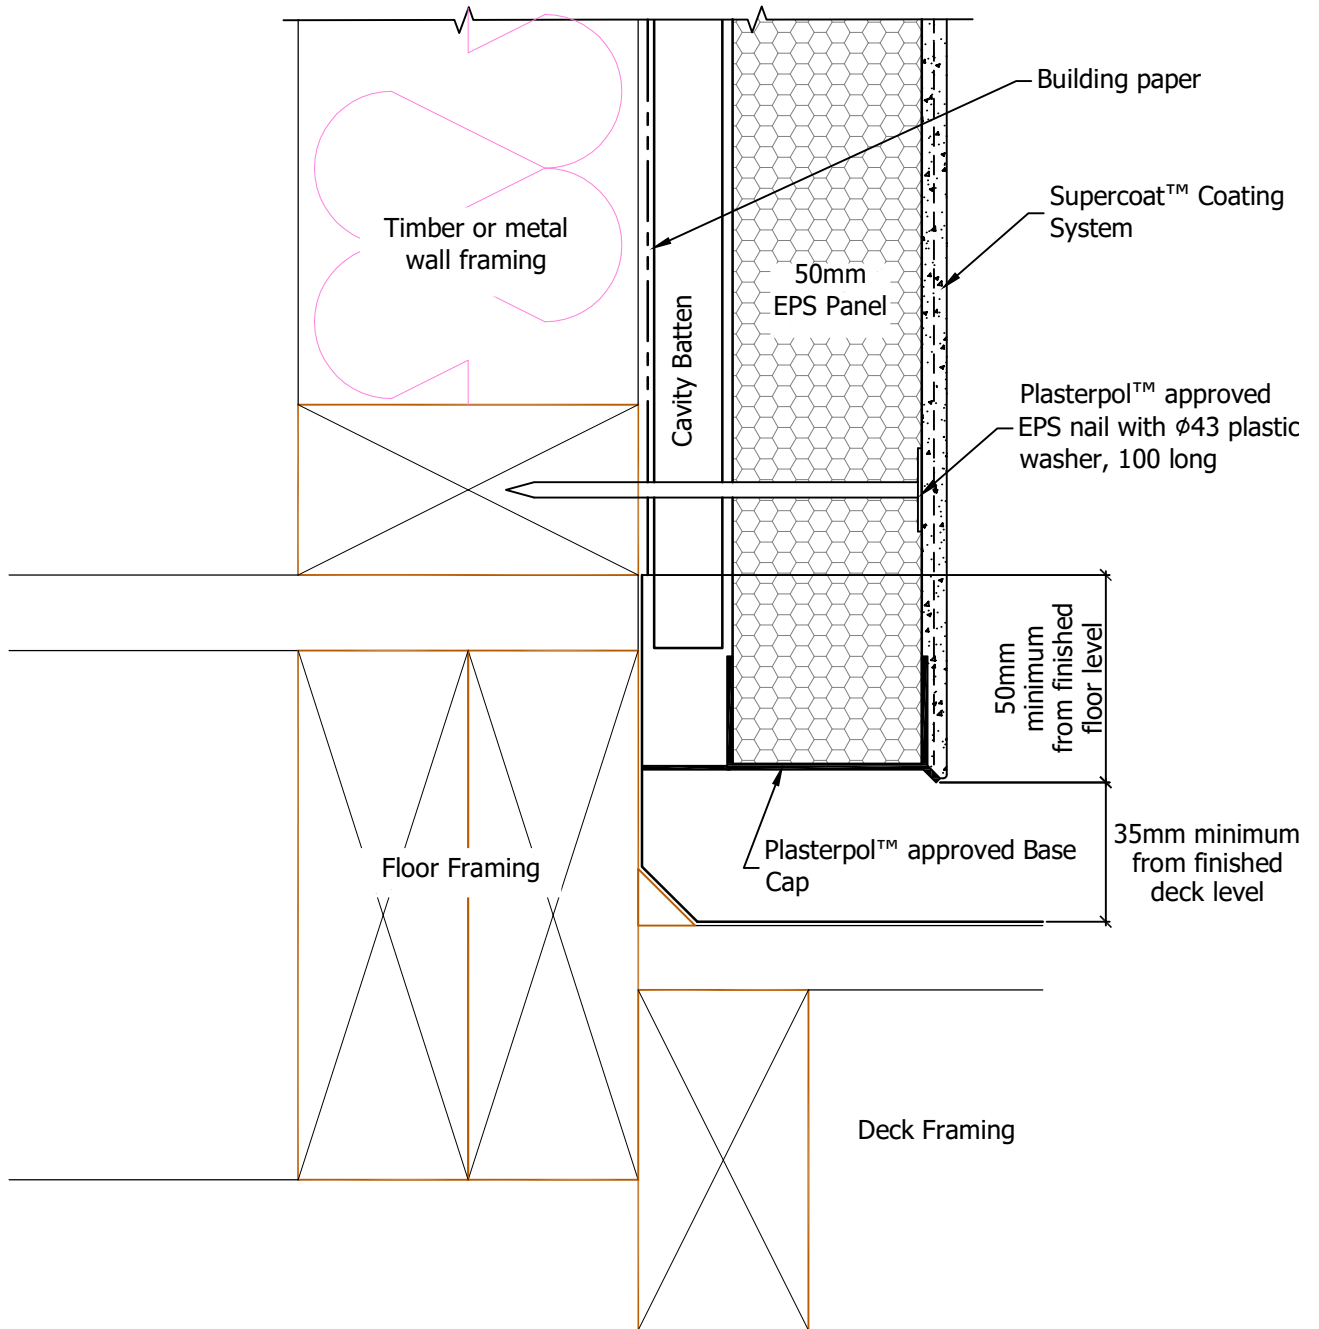 Building paper
Supercoat™ Coating
System
Timber or metal
wall framing
50mm
EPS Panel
Cavity Batten
Plasterpol™ approved
EPS nail with ϕ43 plastic
washer, 100 long
50mm
minimum
from finished
floor level
35mm minimum
from finished
deck level
Plasterpol™ approved Base
Cap
Floor Framing
Deck Framing